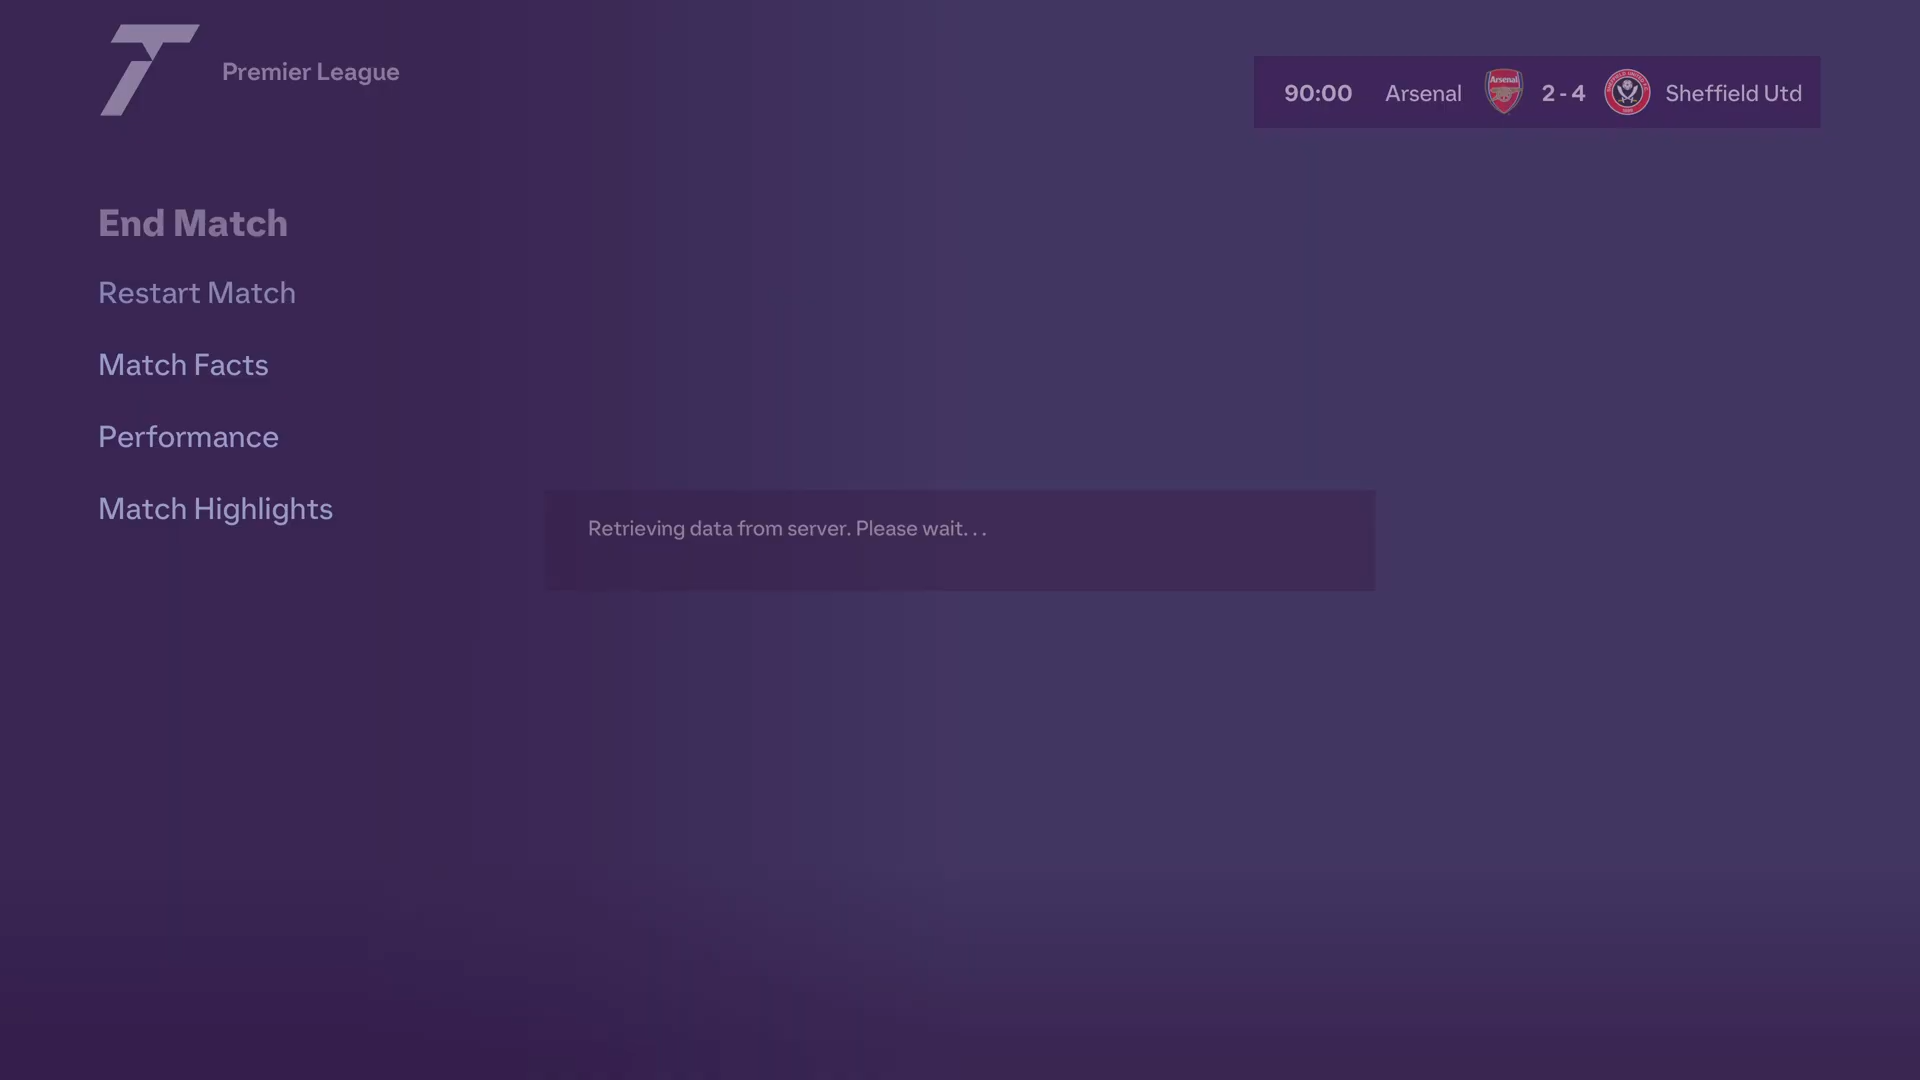 Premier League
90:00 Arsenal Arsenal 2 - 4 Sheffield Utd
End Match
Restart Match
Match Facts
Performance
Match Highlights
Retrieving data from server. Please wait. . .